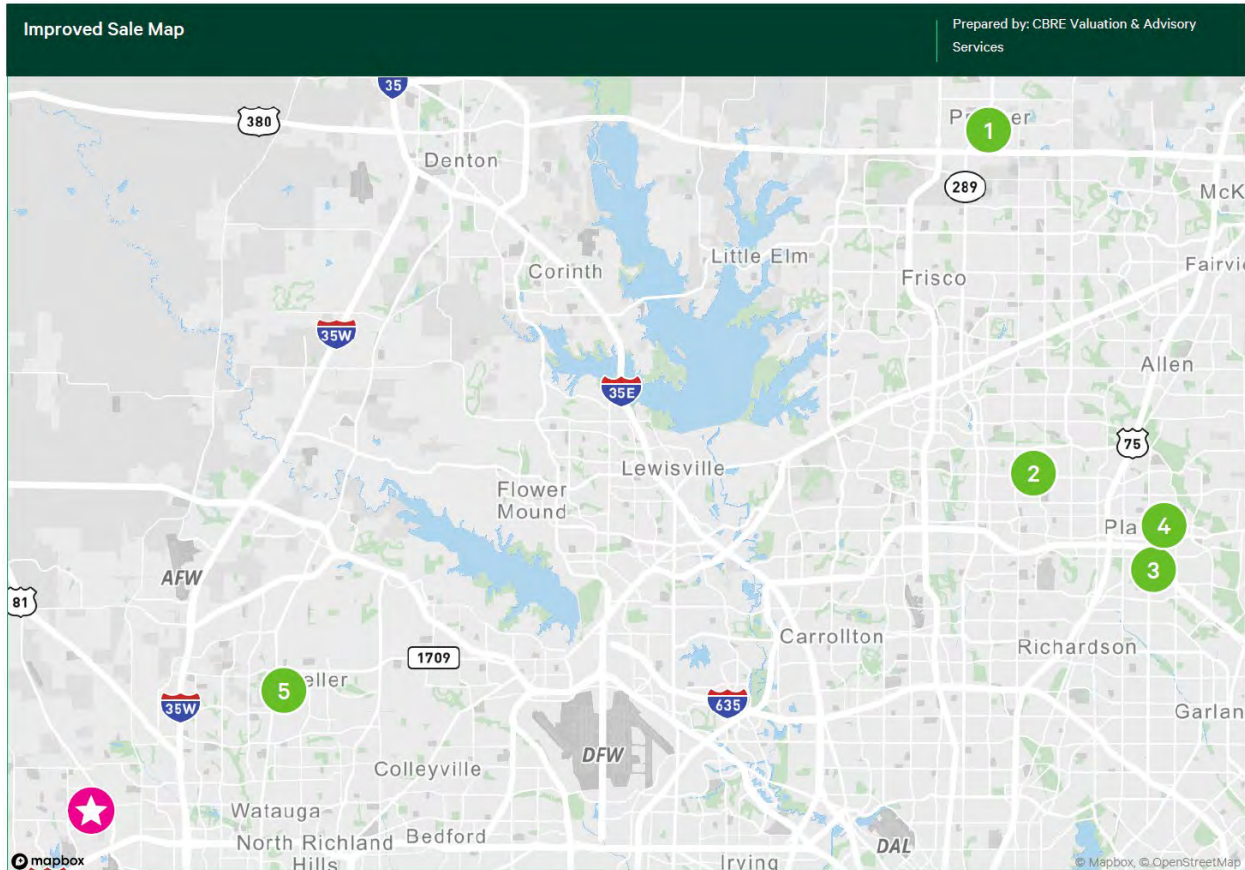 Improved Sale Map
Prepared by: CBRE Valuation & Advisory
Services
35
380
Denton
1
289
McK
Little Elm
Corinth
Frisco
Fairvie
35W
Allen
35E
75
Lewisville
2
Flower
Mound
Pla
4
3
AFW
81
Carrollton
Richardson
1709
5
eller
35W
635
Garlan
DFW
Colleyville
Watauga
North Richland
Hills
Bedford
Irving
DAL
mapbox
© Mapbox, © OpenStreetMap